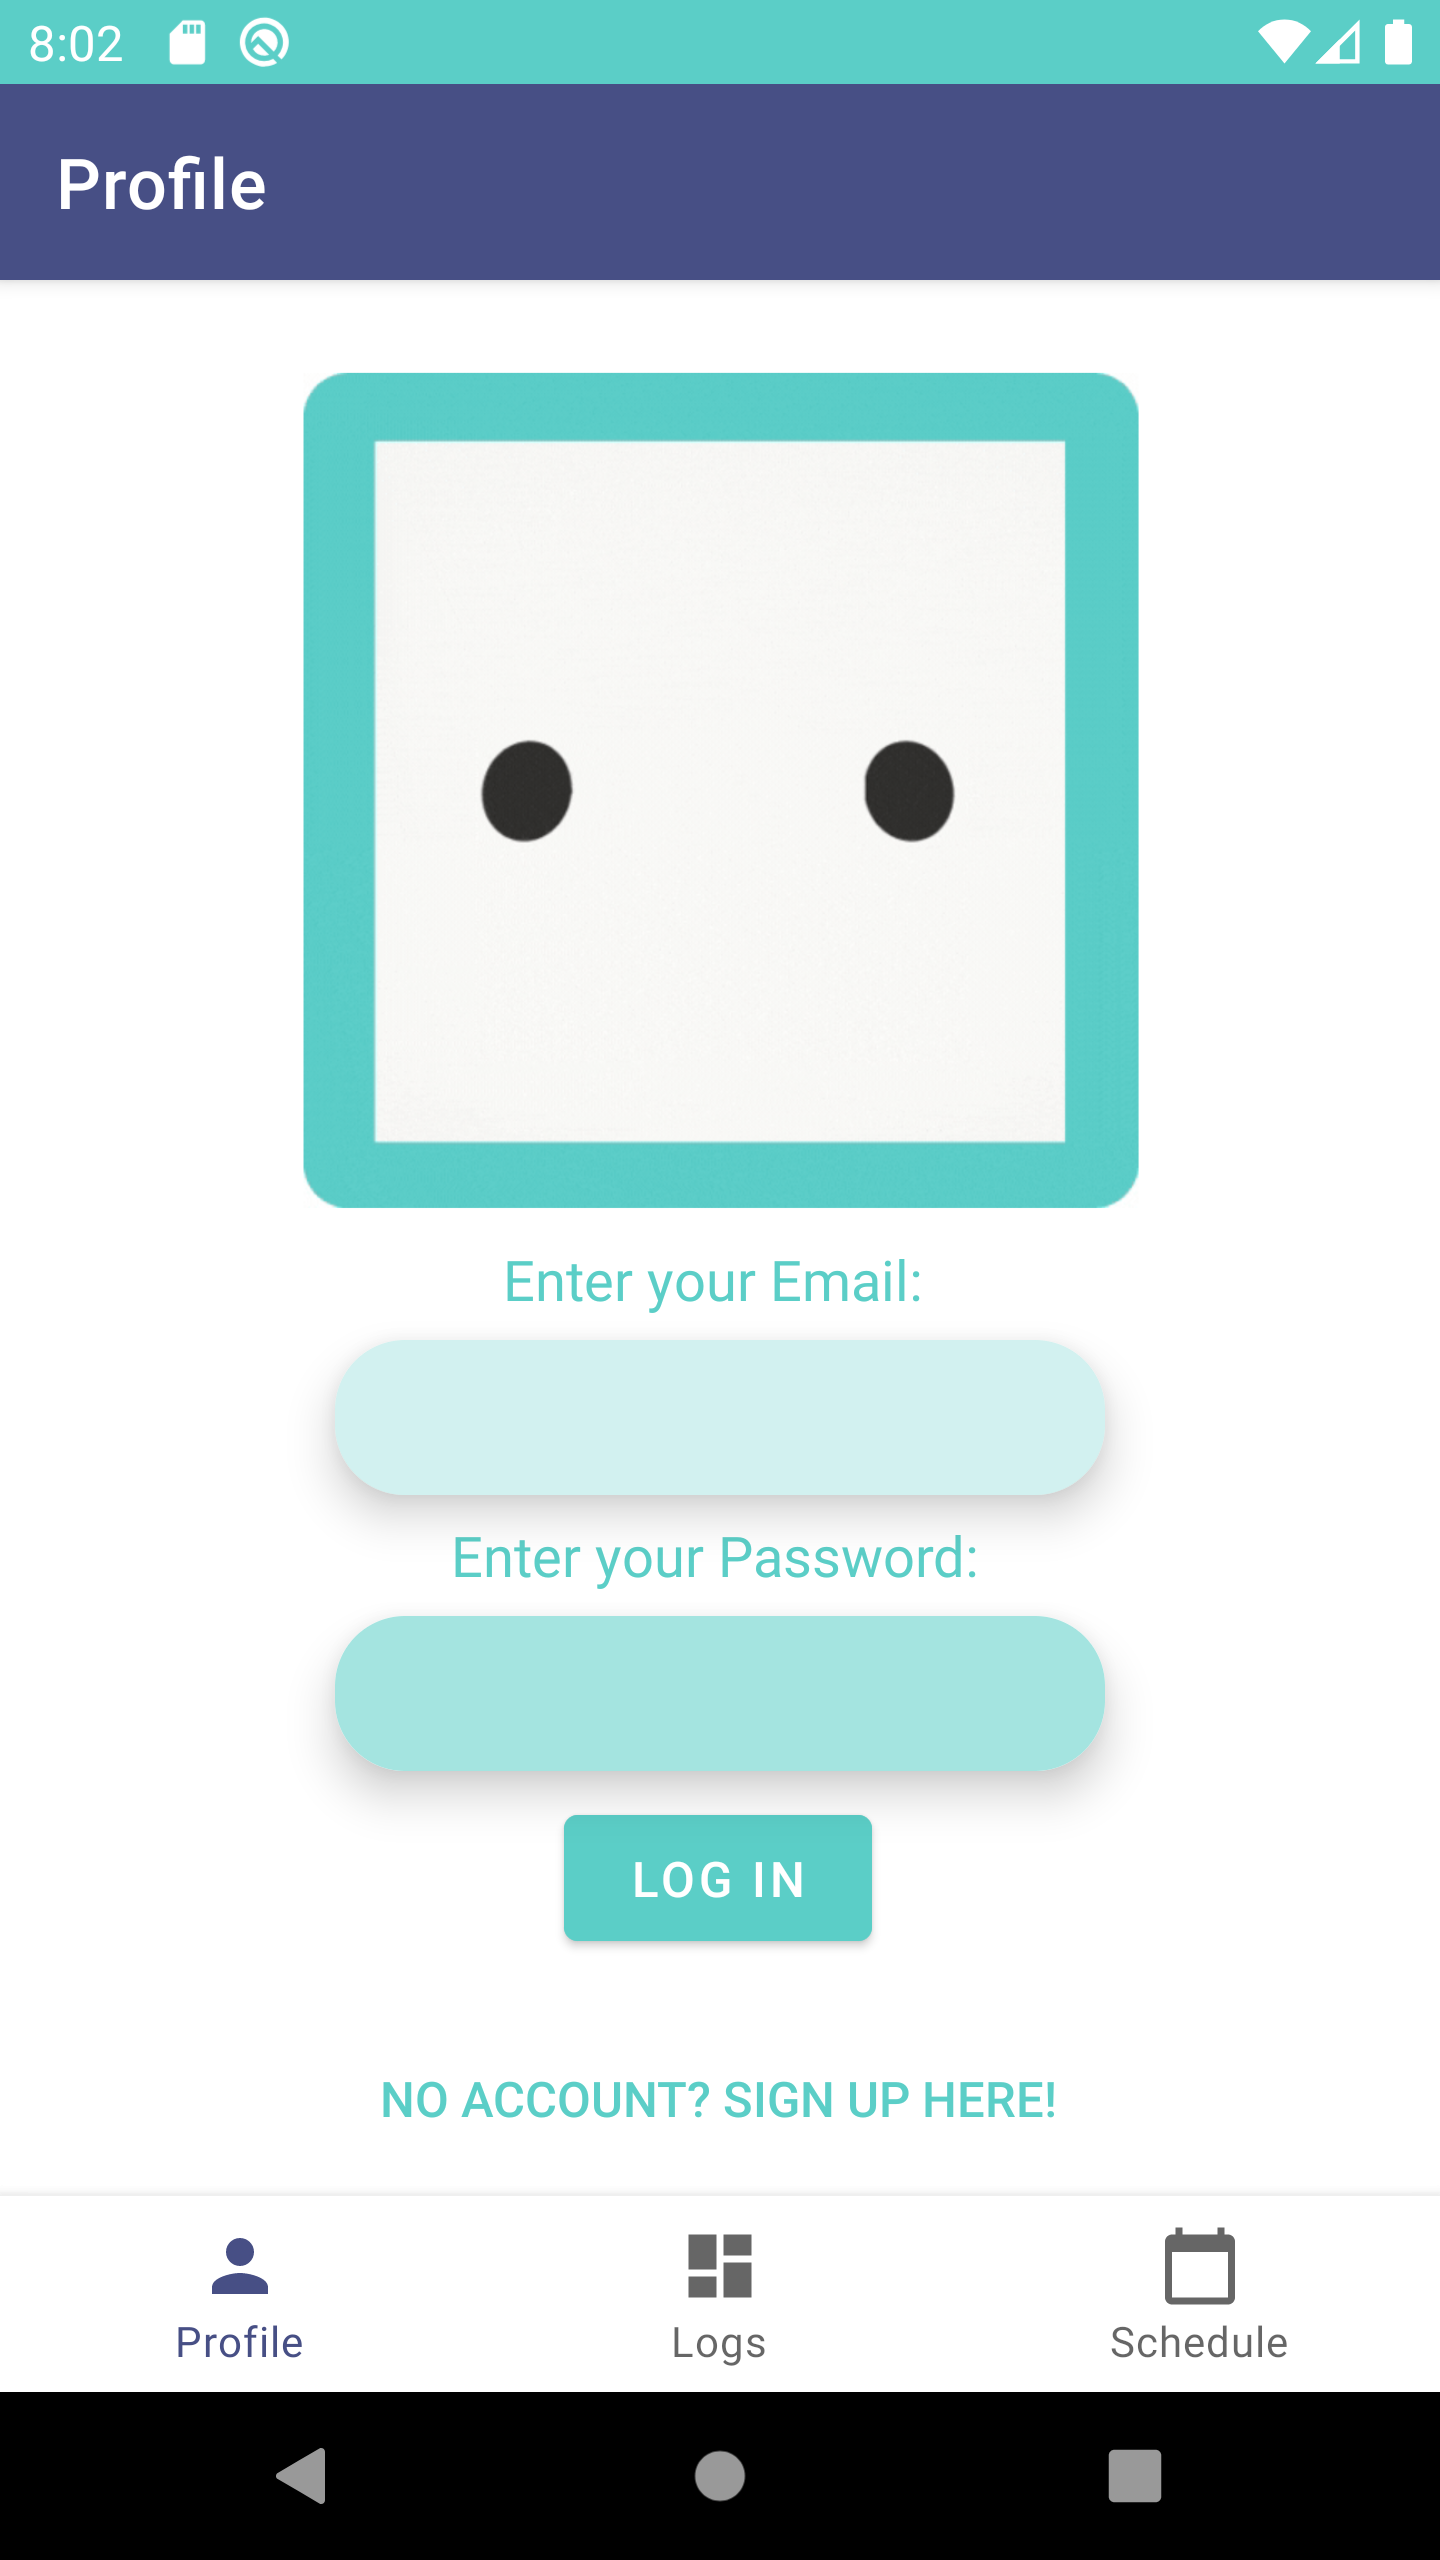 8:02
Profile
Enter your Email:
Enter your Password:
LOG IN
NO ACCOUNT? SIGN UP HERE!
Profile
Logs
Schedule